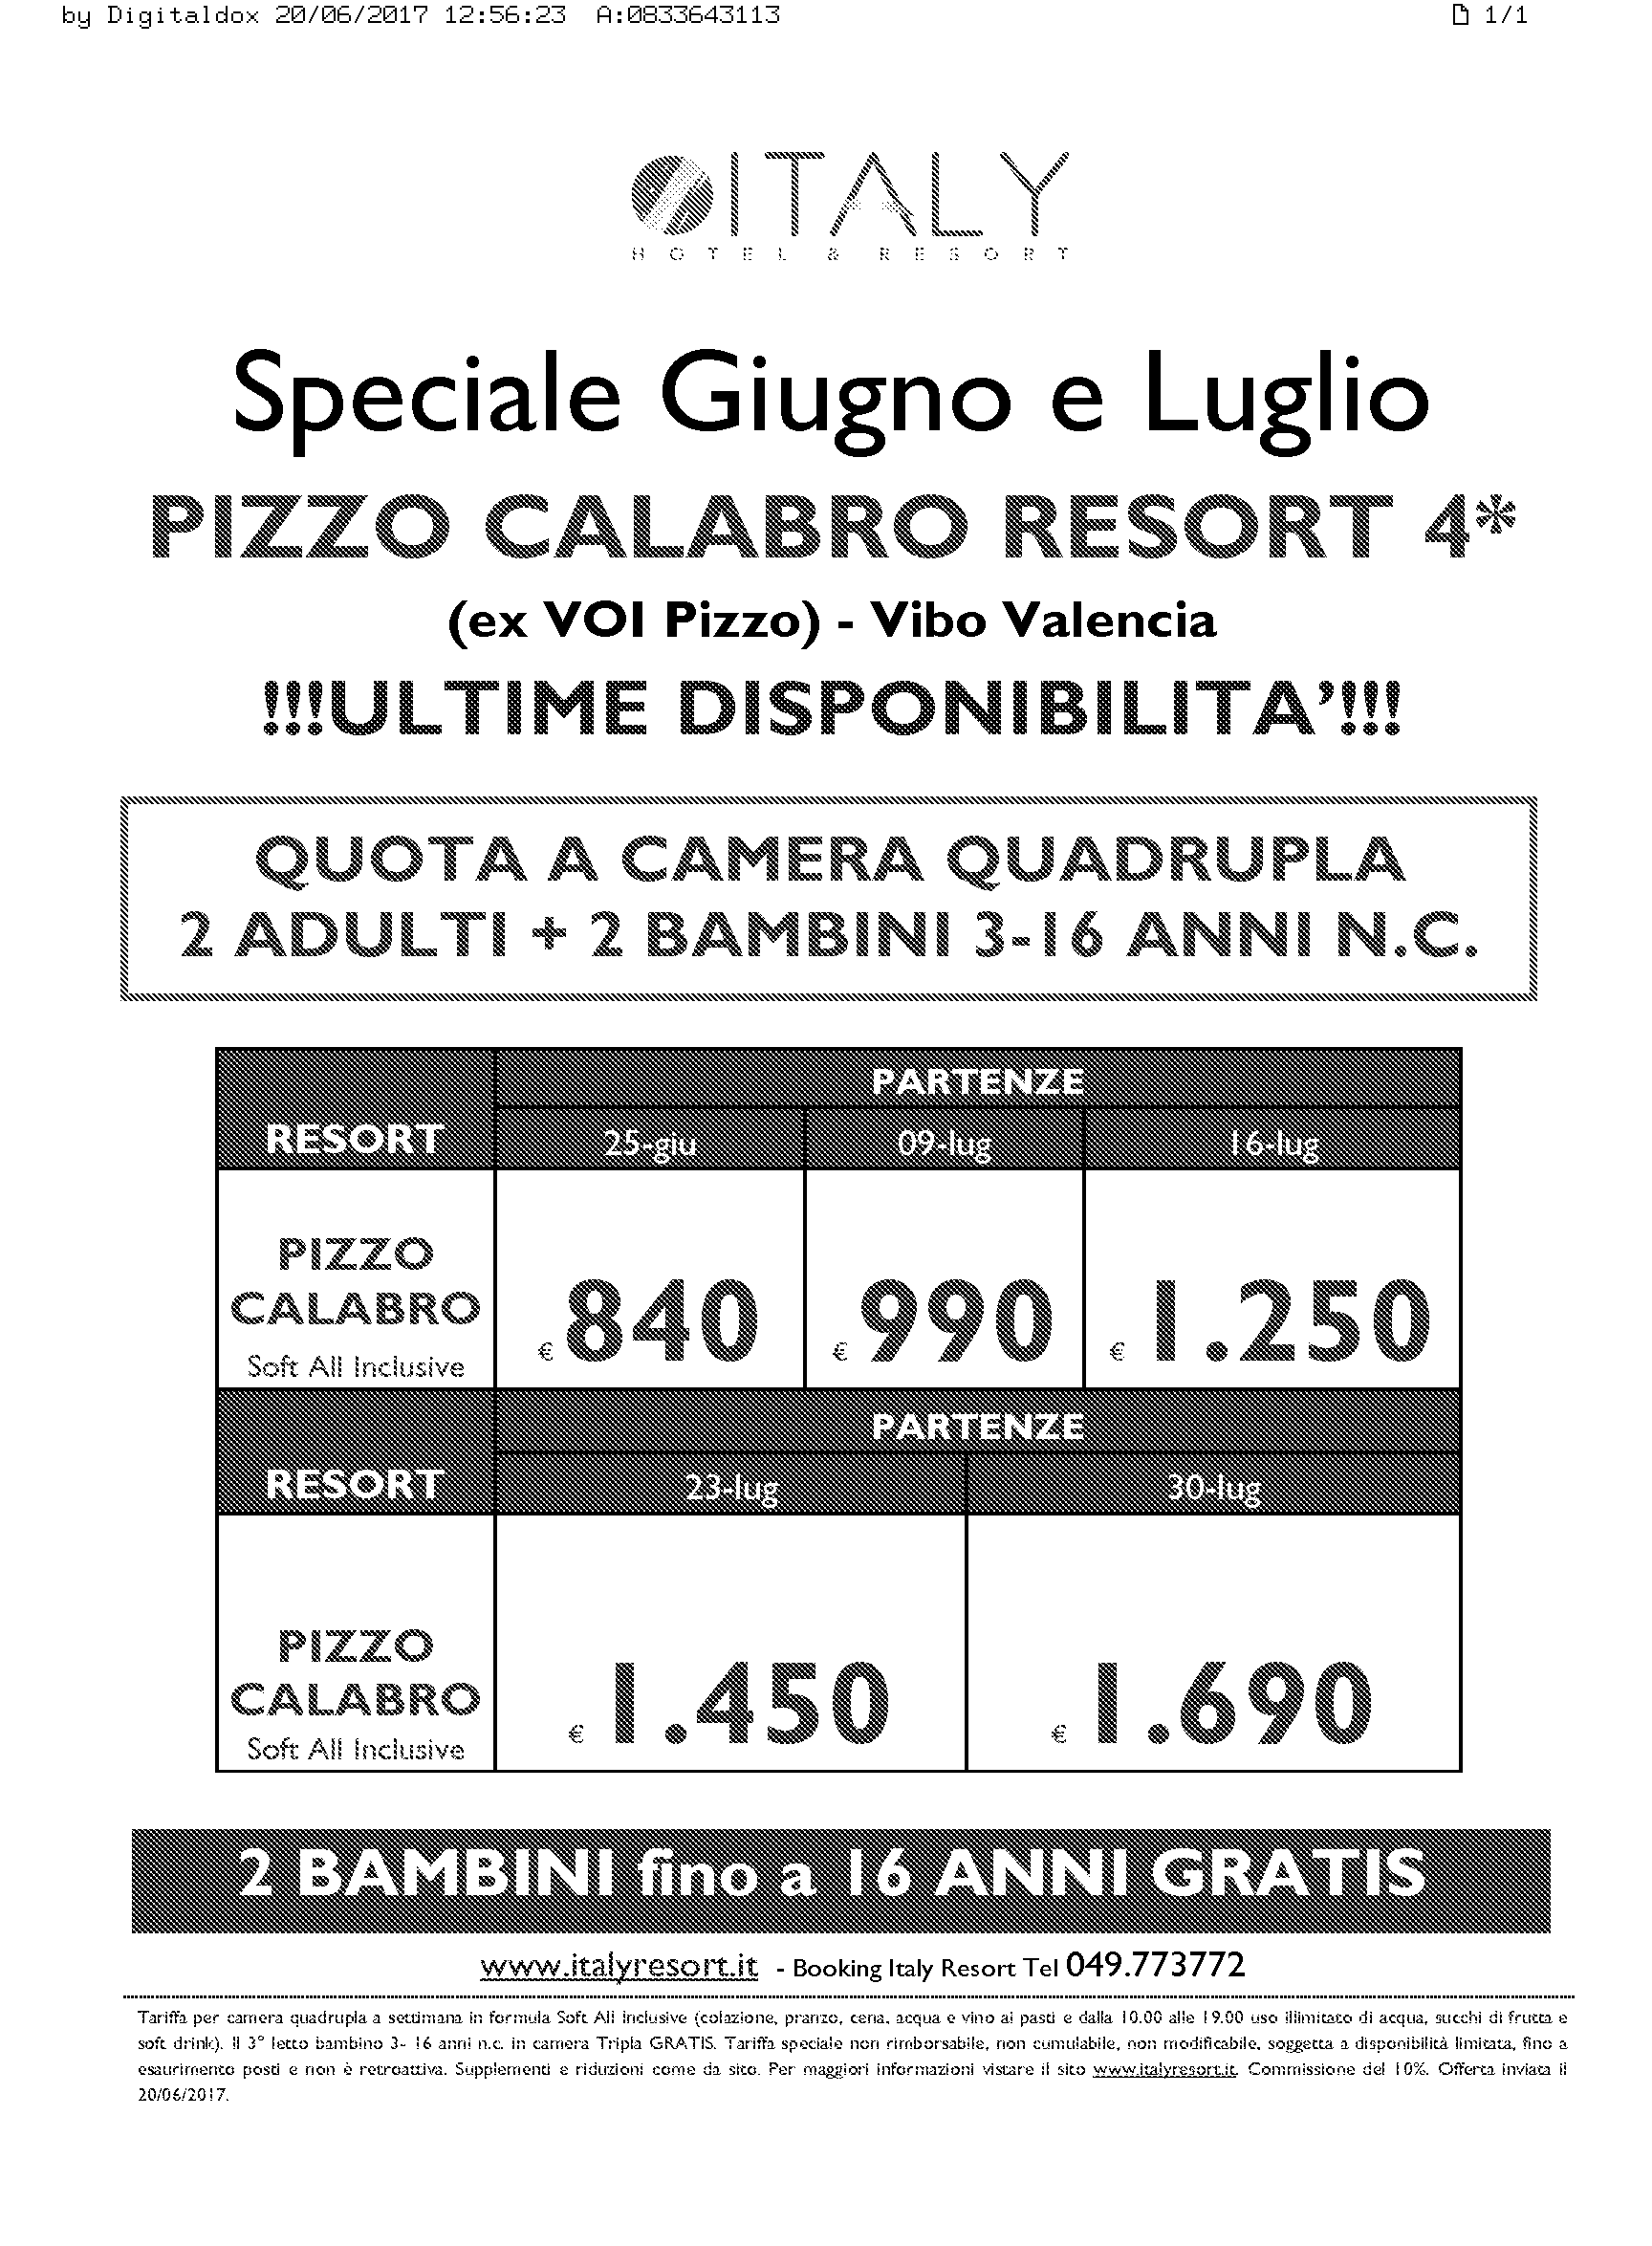 by Digitaldox 20/06/2017 12:56:23 A:0833643113 1/1
ITALY
HOTEL & RESORT
Speciale Giugno e Luglio
PIZZO CALABRO RESORT 4*
(ex VOI Pizzo) - Vibo Valencia
!!!ULTIME DISPONIBILITA’!!!
QUOTA A CAMERA QUADRUPLA
2 ADULTI + 2 BAMBINI 3-16 ANNI N.C.
PARTENZE
RESORT 25-giu 09-lug 16-lug
PIZZO
CALABRO
Soft All Inclusive
€ 840 € 990 € 1.250
PARTENZE
RESORT 23-lug 30-lug
PIZZO
CALABRO
Soft All Inclusive
€ 1.450 € 1.690
2 BAMBINI fino a 16 ANNI GRATIS
www.italyresort.it - Booking Italy Resort Tel 049.773772
Tariffa per camera quadrupla a settimana in formula Soft All Inclusive (colazione, pranzo, cena, acqua e vino ai pasti e dalla 10.00 alle 19.00 uso illimitato di acqua, succhi di frutta e
soft drink). Il 3° letto bambino 3- 16 anni n.c. in camera Tripla GRATIS. Tariffa speciale non rimborsabile, non cumulabile, non modificabile, soggetta a disponibilità limitata, fino a
esaurimento posti e non è retroattiva. Supplementi e riduzioni come da sito. Per maggiori informazioni vistare il sito www.italyresort.it. Commissione del 10%. Offerta inviata il
20/06/2017.